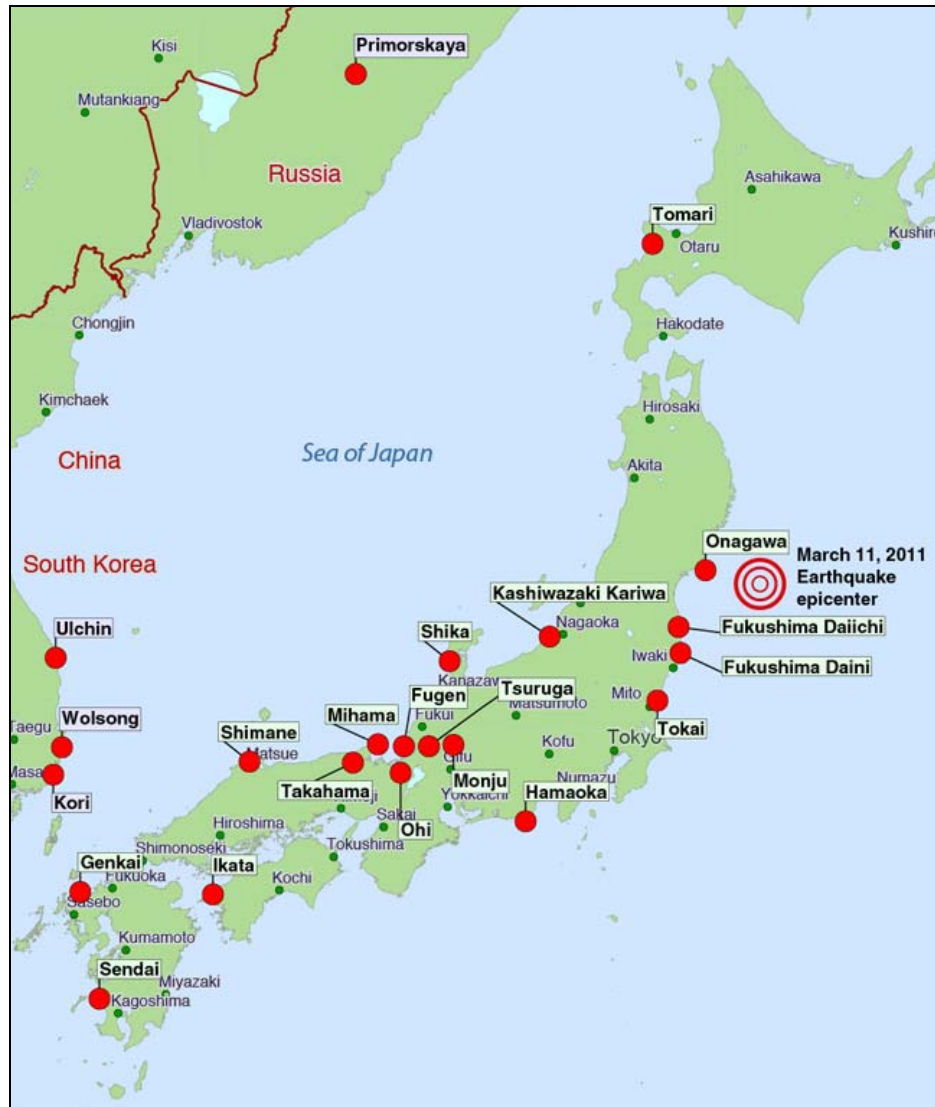 Primorskaya
Kisi
Mutankiang
Russia
Asahikawa
Tomari
Vladivostok
Otaru
Kushir
Chongjin
Hakodate
Kimchaek
Hirosaki
Sea of Japan
China
Akita
Onagawa
March 11, 2011
Earthquake
epicenter
South Korea
Kashiwazaki Kariwa
Ulchin
Shika
Nagaoka
Fukushima Daiichi
Iwaki
Fukushima Daini
Kanazaw
Fugen
Tsuruga
Mito
Wolsong
Taegu
Shimane
Mihama
Fukui
Matsumoto
Tokai
Matsue
Tokyo
Kofu
Gifu
Masa
Takahama
Monju
Numazu
Hamaoka
Kori
Yokkaichi
Ohi
Sakai
Hiroshima
Shimonoseki
Tokushima
Genkai
Fukuoka
Ikata
Kochi
Sasebo
Kumamoto
Sendai
Miyazaki
Kagoshima